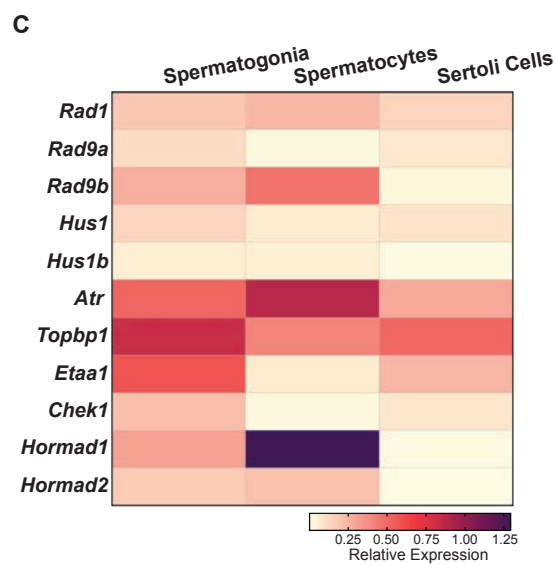 C
Spermatogonia Spermatocytes Sertoli Cells
Rad1
Rad9a
Rad9b
Hus1
Hus1b
Atr
Topbp1
Etaa1
Chek1
Hormad1
Hormad2
0.25 0.50 0.75 1.00 1.25
Relative Expression